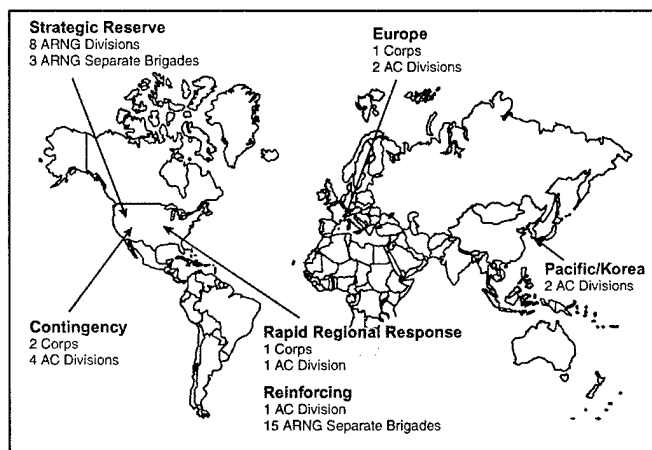 Strategic Reserve
8 ARNG Divisions
3 ARNG Separate Brigades
Europe
1 Corps
2 AC Divisions
Pacific/Korea
2 AC Divisions
Contingency
2 Corps
4 AC Divisions
Rapid Regional Response
1 Corps
1 AC Division
Reinforcing
1 AC Division
15 ARNG Separate Brigades